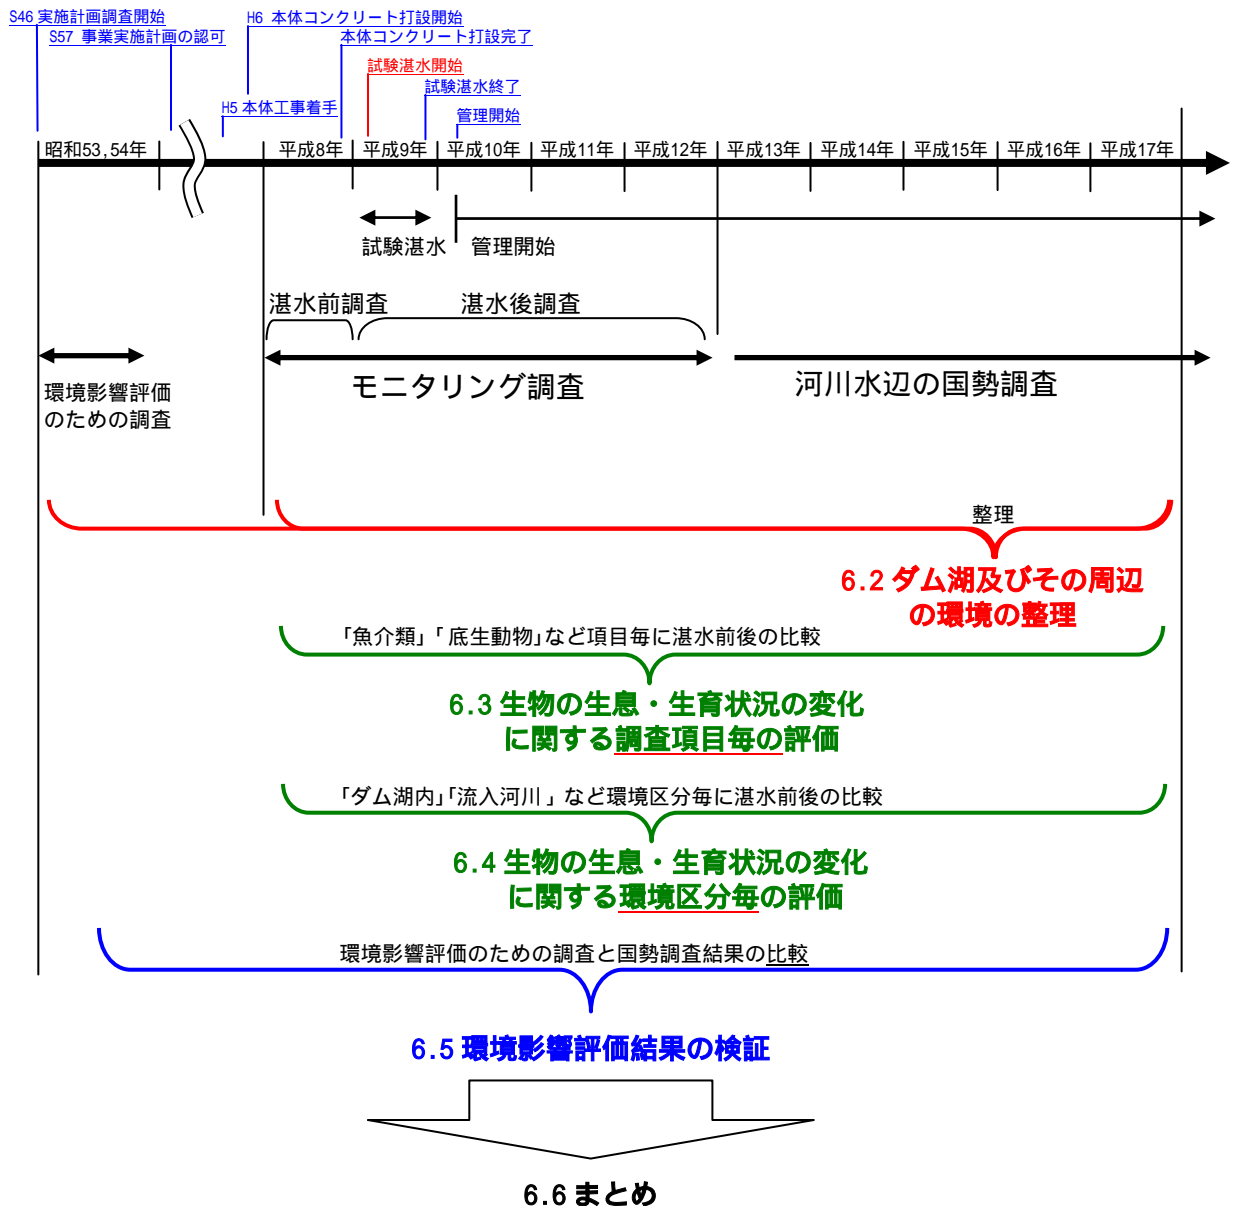 S46 実施計画調査開始
H6 本体コンクリート打設開始
S57 事業実施計画の認可
本体コンクリート打設完了
試験湛水開始
試験湛水終了
H5 本体工事着手
管理開始
昭和53,54年
平成8年
平成9年
平成10年
平成11年
平成12年
平成13年
平成14年
平成15年
平成16年
平成17年
試験湛水
管理開始
湛水前調査
湛水後調査
モニタリング調査
河川水辺の国勢調査
環境影響評価
のための調査
整理
6.2 ダム湖及びその周辺
の環境の整理
「魚介類」「底生動物」など項目毎に湛水前後の比較
6.3 生物の生息・生育状況の変化
に関する調査項目毎の評価
「ダム湖内」「流入河川」など環境区分毎に湛水前後の比較
6.4 生物の生息・生育状況の変化
に関する環境区分毎の評価
環境影響評価のための調査と国勢調査結果の比較
6.5 環境影響評価結果の検証
6.6 まとめ